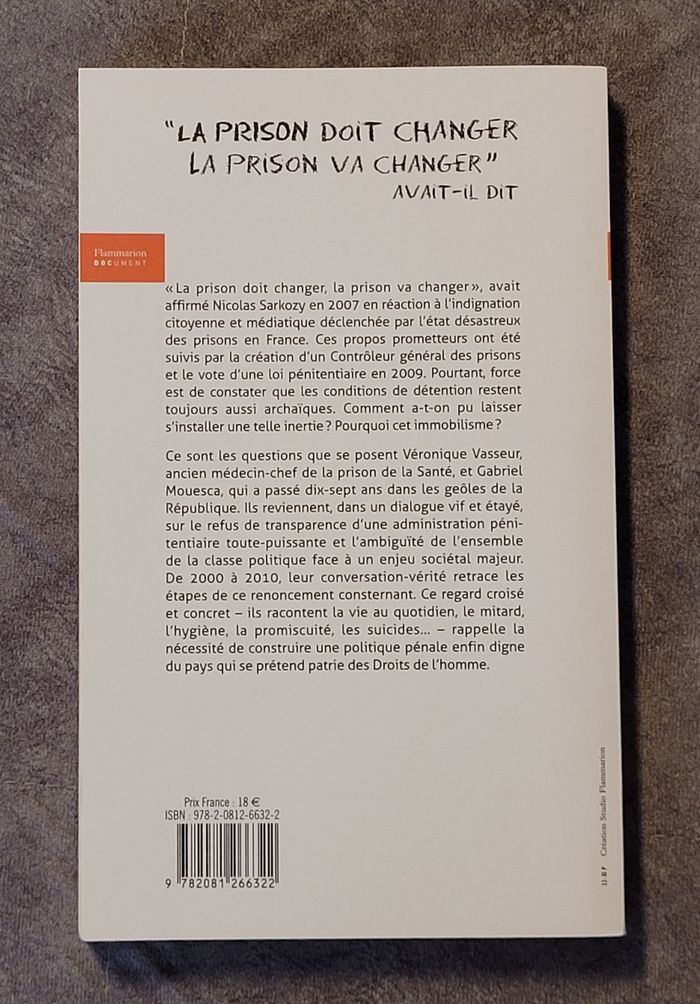 "LA PRISON DOIT CHANGER
LA PRISON VA CHANGER"
AVAIT-IL DIT
Flammarion
DOCUMENT
« La prison doit changer, la prison va changer », avait
affirmé Nicolas Sarkozy en 2007 en réaction à l'indignation
citoyenne et médiatique déclenchée par l'état désastreux
des prisons en France. Ces propos prometteurs ont été
suivis par la création d'un Contrôleur général des prisons
et le vote d'une loi pénitentiaire en 2009. Pourtant, force
est de constater que les conditions de détention restent
toujours aussi archaïques. Comment a-t-on pu laisser
s'installer une telle inertie ? Pourquoi cet immobilisme ?
Ce sont les questions que se posent Véronique Vasseur,
ancien médecin-chef de la prison de la Santé, et Gabriel
Mouesca, qui a passé dix-sept ans dans les geôles de la
République. Ils reviennent, dans un dialogue vif et étayé,
sur le refus de transparence d'une administration péni-
tentiaire toute-puissante et l'ambiguïté de l'ensemble
de la classe politique face à un enjeu sociétal majeur.
De 2000 à 2010, leur conversation-vérité retrace les
étapes de ce renoncement consternant. Ce regard croisé
et concret – ils racontent la vie au quotidien, le mitard,
l'hygiène, la promiscuité, les suicides... – rappelle la
nécessité de construire une politique pénale enfin digne
du pays qui se prétend patrie des Droits de l'homme.
Prix France : 18 €
ISBN : 978-2-0812-6632-2
9 782081 266322
Création Studio Flammarion